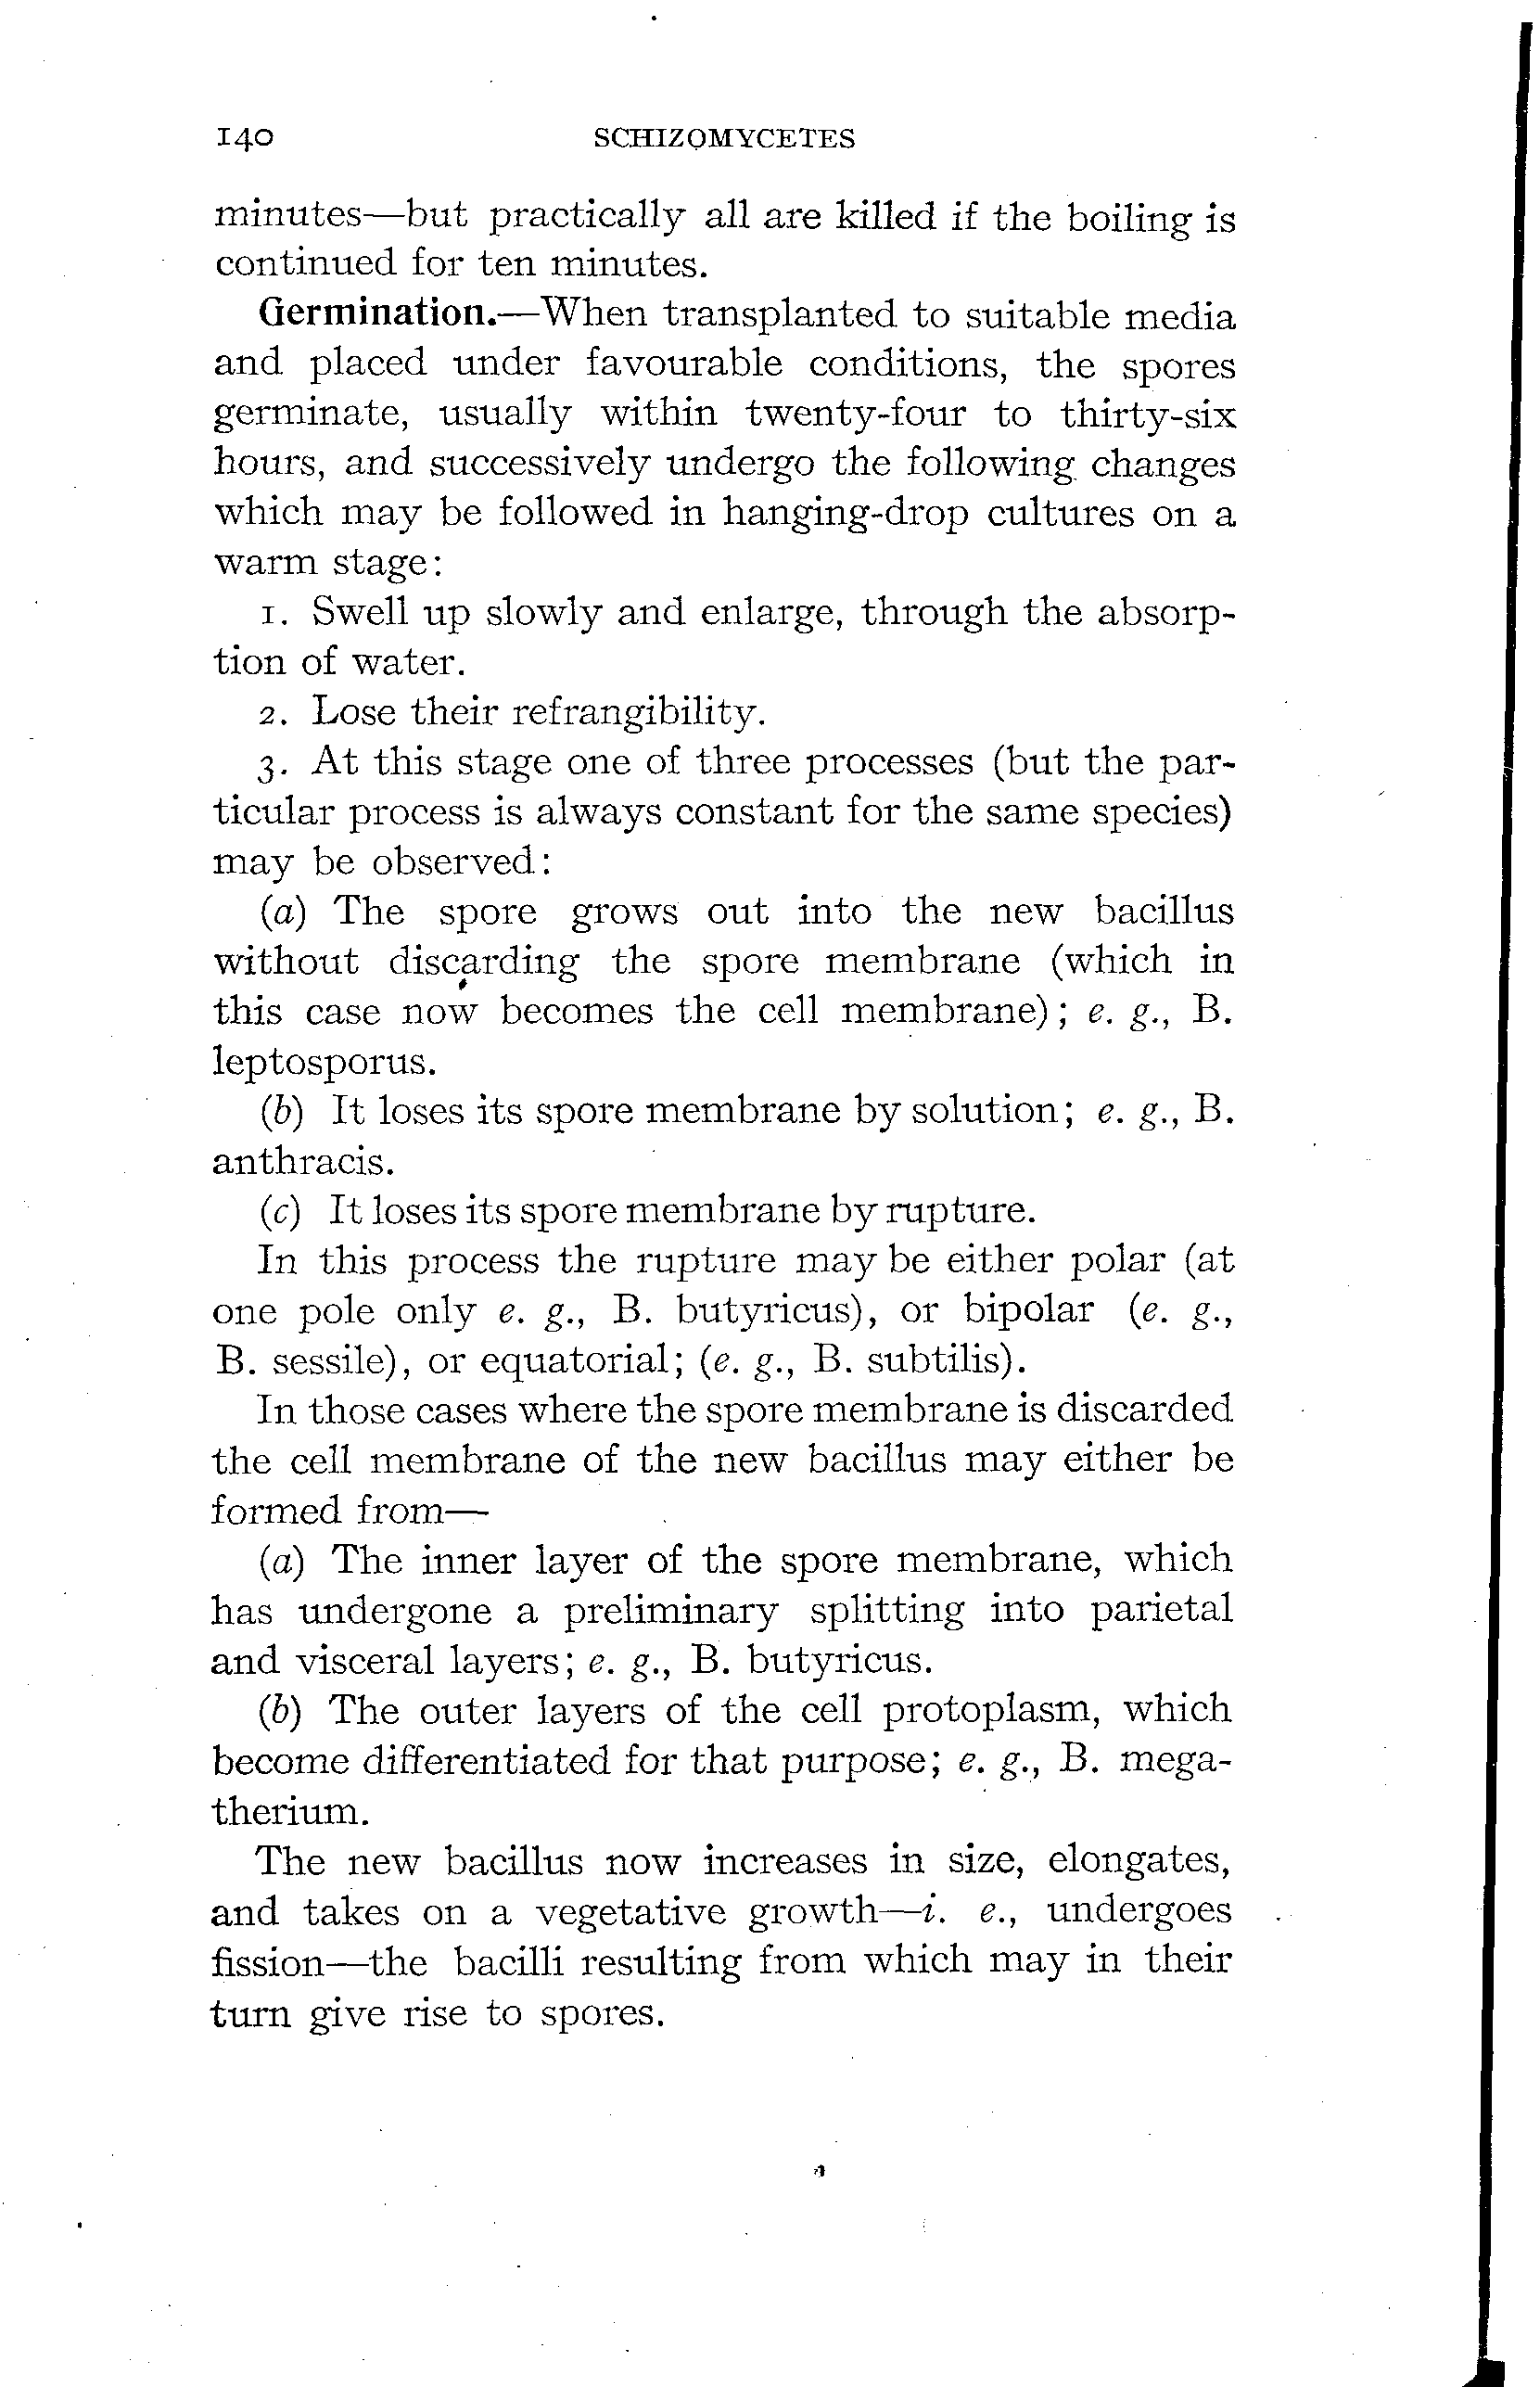 140 SCHIZOMYCETES
minutes—but practically all are killed if the boiling is
continued for ten minutes.
Germination.—When transplanted to suitable media
and placed under favourable conditions, the spores
germinate, usually within twenty-four to thirty-six
hours, and successively undergo the following changes
which may be followed in hanging-drop cultures on a
warm stage:
1. Swell up slowly and enlarge, through the absorp-
tion of water.
2. Lose their refrangibility.
3. At this stage one of three processes (but the par-
ticular process is always constant for the same species)
may be observed:
(a) The spore grows out into the new bacillus
without discarding the spore membrane (which in
this case now becomes the cell membrane); e. g., B.
leptosporus.
(b) It loses its spore membrane by solution; e. g., B.
anthracis.
(c) It loses its spore membrane by rupture.
In this process the rupture may be either polar (at
one pole only e. g., B. butyricus), or bipolar (e. g.,
B. sessile), or equatorial; (e. g., B. subtilis).
In those cases where the spore membrane is discarded
the cell membrane of the new bacillus may either be
formed from—
(a) The inner layer of the spore membrane, which
has undergone a preliminary splitting into parietal
and visceral layers; e. g., B. butyricus.
(b) The outer layers of the cell protoplasm, which
become differentiated for that purpose; e. g., B. mega-
therium.
The new bacillus now increases in size, elongates,
and takes on a vegetative growth—i. e., undergoes
fission—the bacilli resulting from which may in their
turn give rise to spores.